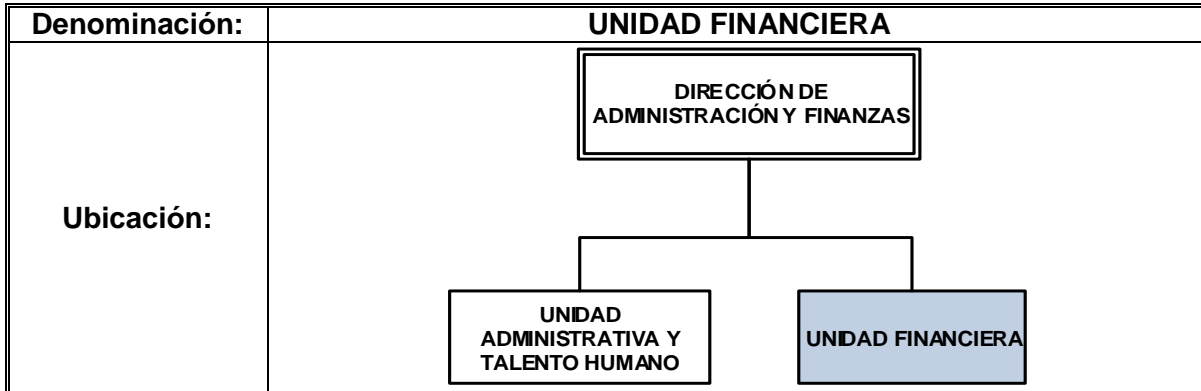 Denominación: UNIDAD FINANCIERA
DIRECCIÓN DE
ADMINISTRACIÓN Y FINANZAS
Ubicación:
UNIDAD
ADMINISTRATIVA Y
TALENTO HUMANO
UNIDAD FINANCIERA